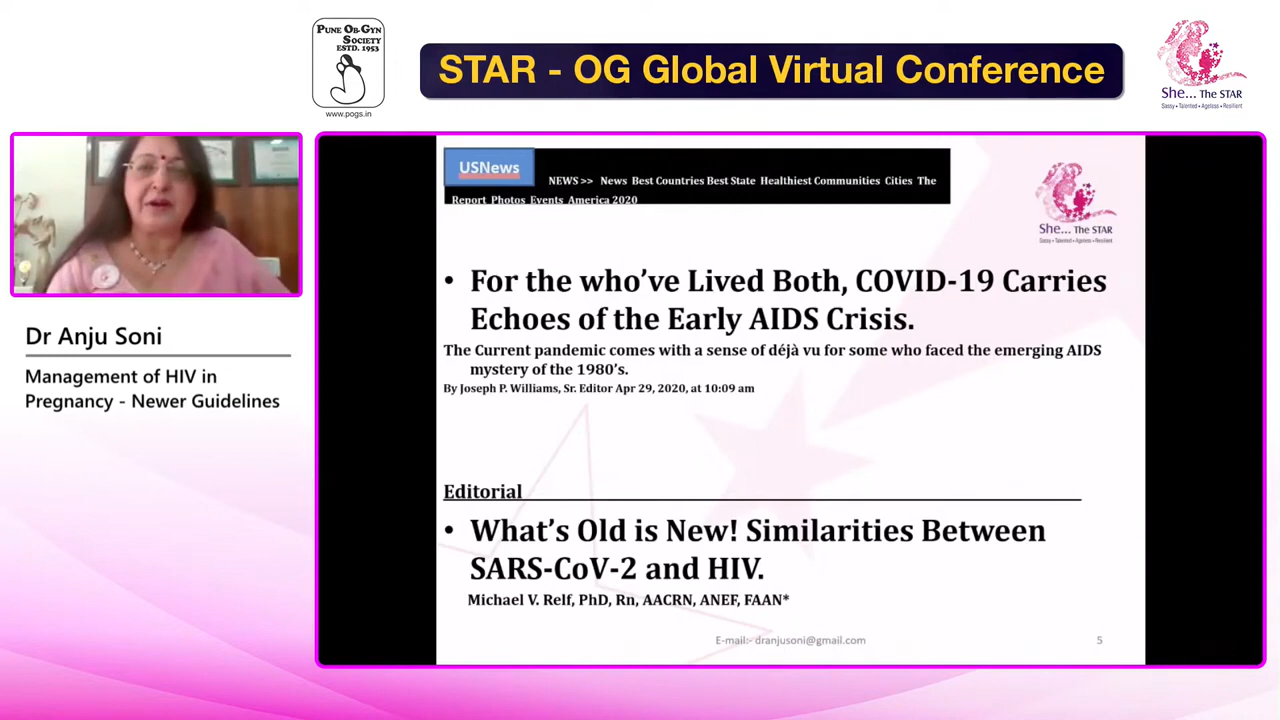 PUNE OB-GYN
SOCIETY
ESTD. 1953
www.pogs.in
STAR - OG Global Virtual Conference
She... The STAR
Sassy • Talented • Ageless • Resilient
Dr Anju Soni
Management of HIV in
Pregnancy - Newer Guidelines
USNews
NEWS >> News Best Countries Best State Healthiest Communities Cities The
Report Photos Events America 2020
She... The STAR
Sassy • Talented • Ageless • Resilient
• For the who’ve Lived Both, COVID-19 Carries
Echoes of the Early AIDS Crisis.
The Current pandemic comes with a sense of déjà vu for some who faced the emerging AIDS
mystery of the 1980’s.
By Joseph P. Williams, Sr. Editor Apr 29, 2020, at 10:09 am
Editorial
• What’s Old is New! Similarities Between
SARS-CoV-2 and HIV.
Michael V. Relf, PhD, Rn, AACRN, ANEF, FAAN*
E-mail:- dranjusoni@gmail.com
5